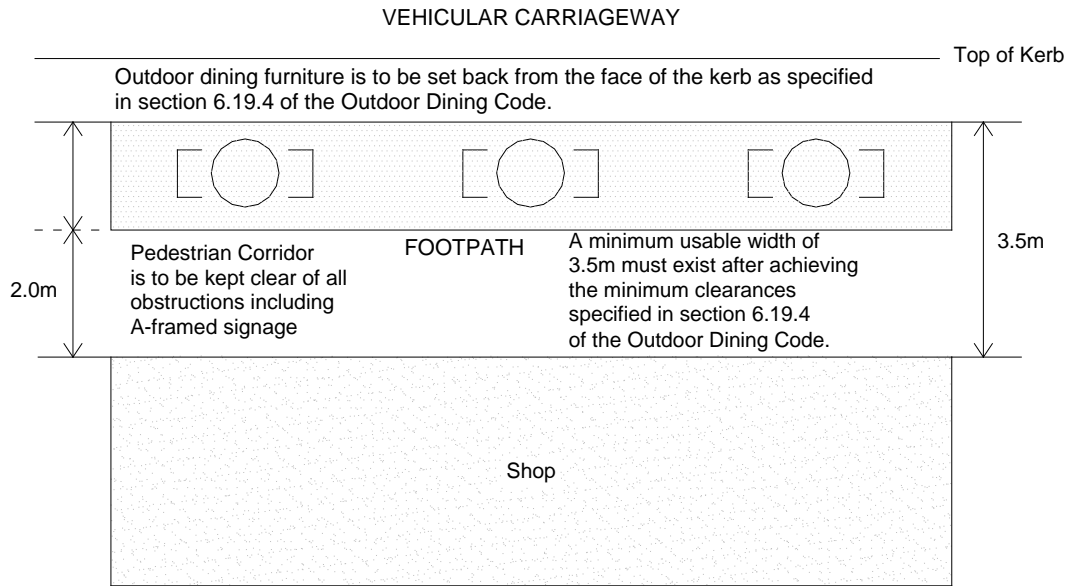 VEHICULAR CARRIAGEWAY
Top of Kerb
Outdoor dining furniture is to be set back from the face of the kerb as specified
in section 6.19.4 of the Outdoor Dining Code.
Pedestrian Corridor
is to be kept clear of all
obstructions including
A-framed signage
FOOTPATH
A minimum usable width of
3.5m must exist after achieving
the minimum clearances
specified in section 6.19.4
of the Outdoor Dining Code.
2.0m
3.5m
Shop